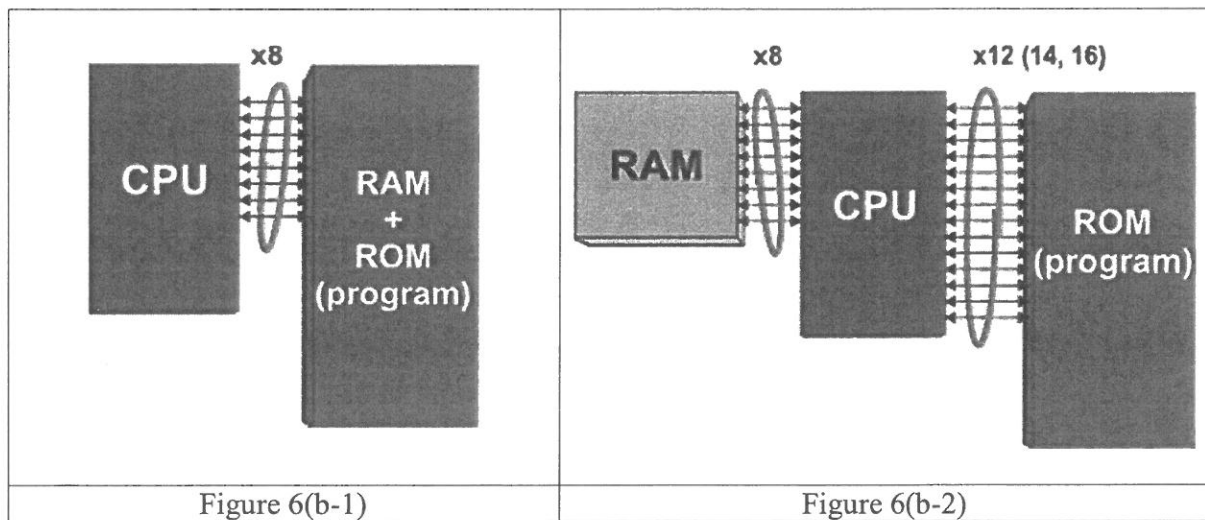 x8
CPU
RAM
+
ROM
(program)
Figure 6(b-1)
x8
x12 (14, 16)
RAM
CPU
ROM
(program)
Figure 6(b-2)